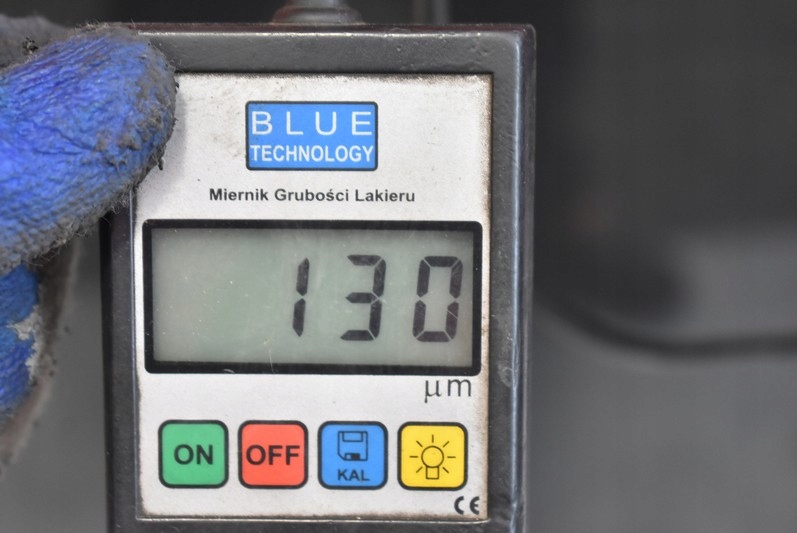 BLUE
TECHNOLOGY
Miernik Grubości Lakieru
130
µm
ON OFF KAL
CE